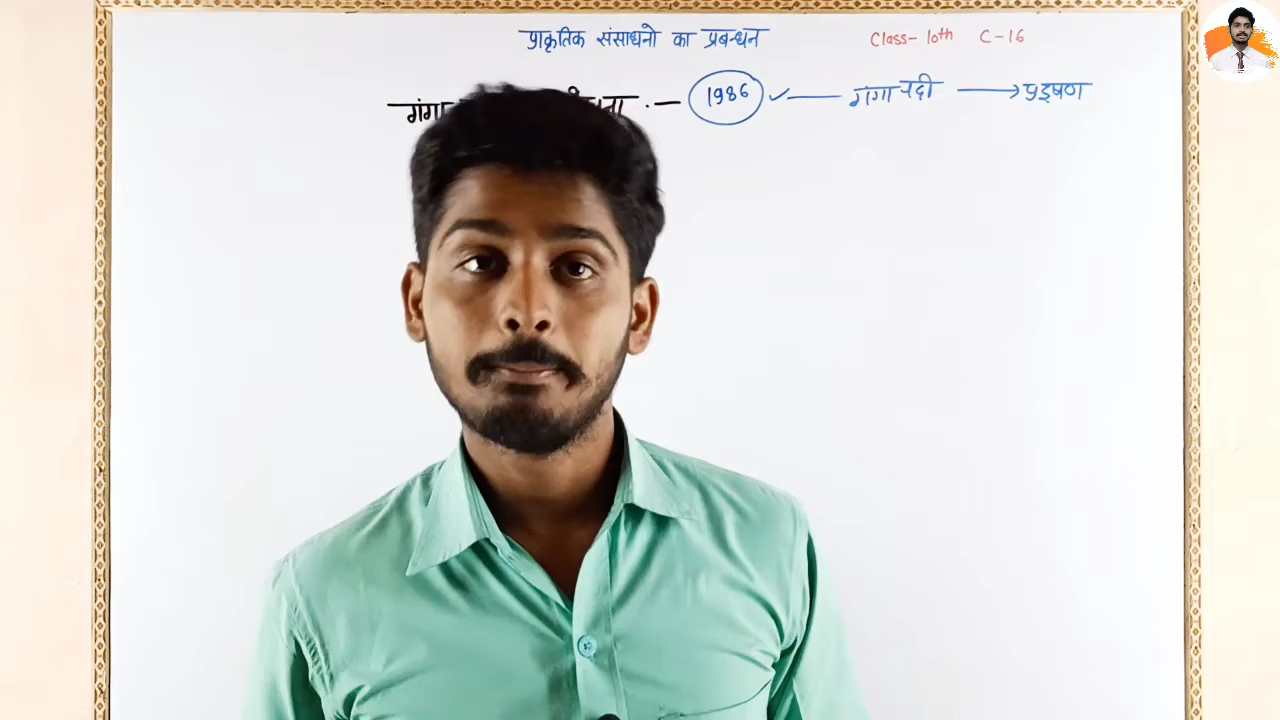 प्राकृतिक संसाधनो का प्रबन्धन Class-10th C-16
गंगा - 1986 ✓ — गंगा नदी → प्रदूषण